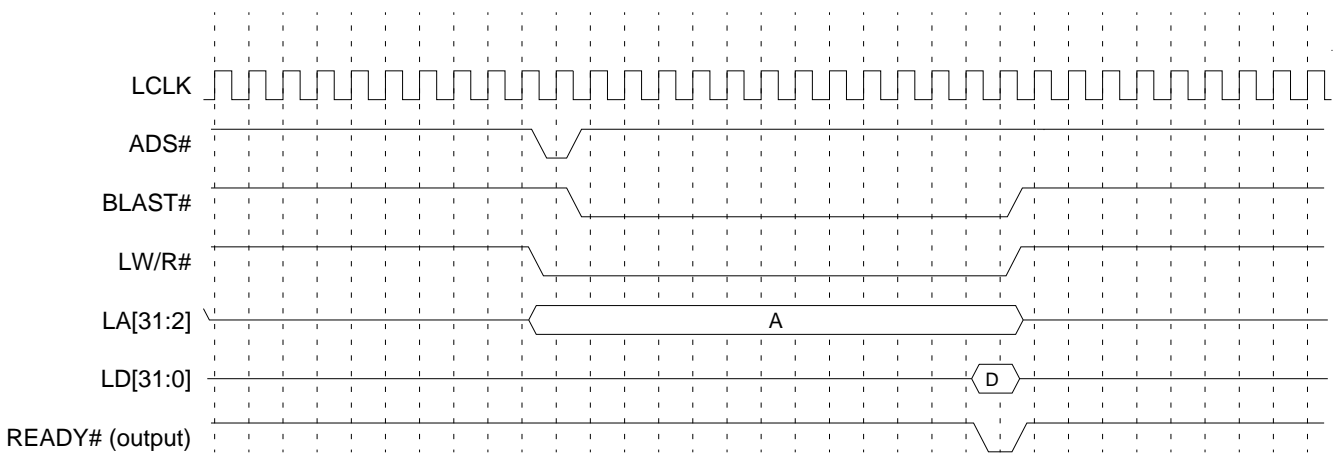 LCLK
ADS#
BLAST#
LW/R#
LA[31:2]
A
LD[31:0]
D
READY# (output)